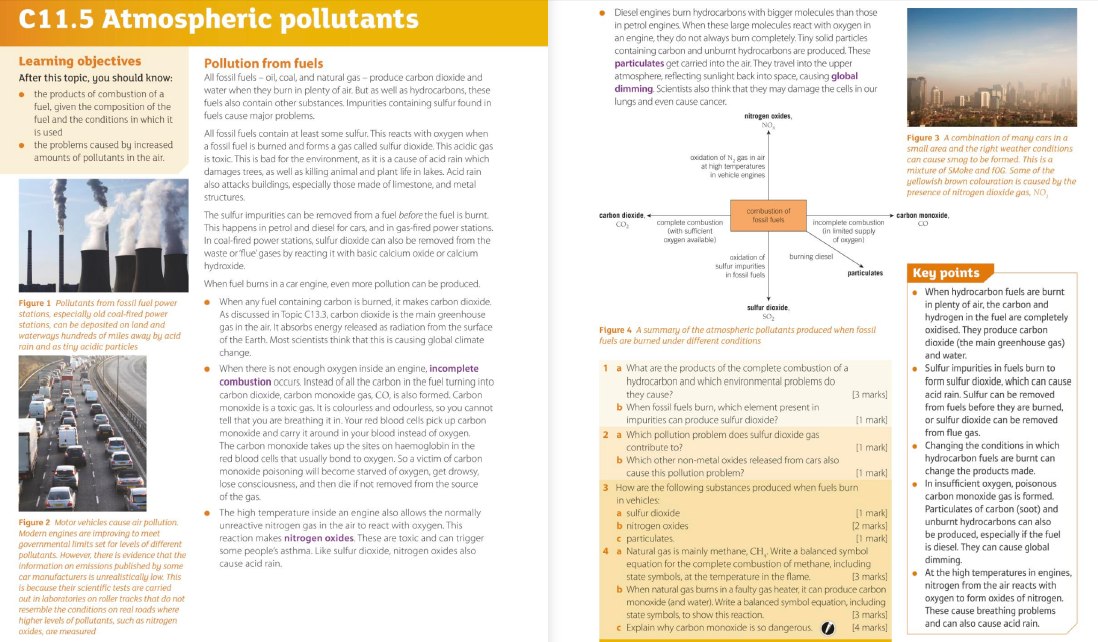 C11.5 Atmospheric pollutants
Learning objectives
After this topic, you should know:
● the products of combustion of a
fuel, given the composition of the
fuel and the conditions in which it
is used
● the problems caused by increased
amounts of pollutants in the air.
Figure 1 Pollutants from fossil fuel power
stations, especially old coal-fired power
stations, can be deposited on land and
waterways hundreds of miles away by acid
rain and as tiny acidic particles
Figure 2 Motor vehicles cause air pollution.
Modern engines are improving to meet
governmental limits set for levels of different
pollutants. However, there is evidence that the
information on emissions published by some
car manufacturers is unrealistically low. This
is because their scientific tests are carried
out in laboratories on roller tracks that do not
resemble the conditions on real roads where
higher levels of pollutants, such as nitrogen
oxides, are measured
Pollution from fuels
All fossil fuels – oil, coal, and natural gas – produce carbon dioxide and
water when they burn in plenty of air. But as well as hydrocarbons, these
fuels also contain other substances. Impurities containing sulfur found in
fuels cause major problems.
All fossil fuels contain at least some sulfur. This reacts with oxygen when
a fossil fuel is burned and forms a gas called sulfur dioxide. This acidic gas
is toxic. This is bad for the environment, as it is a cause of acid rain which
damages trees, as well as killing animal and plant life in lakes. Acid rain
also attacks buildings, especially those made of limestone, and metal
structures.
The sulfur impurities can be removed from a fuel before the fuel is burnt.
This happens in petrol and diesel for cars, and in gas-fired power stations.
In coal-fired power stations, sulfur dioxide can also be removed from the
waste or 'flue' gases by reacting it with basic calcium oxide or calcium
hydroxide.
When fuel burns in a car engine, even more pollution can be produced.
● When any fuel containing carbon is burned, it makes carbon dioxide.
As discussed in Topic C13.3, carbon dioxide is the main greenhouse
gas in the air. It absorbs energy released as radiation from the surface
of the Earth. Most scientists think that this is causing global climate
change.
● When there is not enough oxygen inside an engine, incomplete
combustion occurs. Instead of all the carbon in the fuel turning into
carbon dioxide, carbon monoxide gas, CO, is also formed. Carbon
monoxide is a toxic gas. It is colourless and odourless, so you cannot
tell that you are breathing it in. Your red blood cells pick up carbon
monoxide and carry it around in your blood instead of oxygen.
The carbon monoxide takes up the sites on haemoglobin in the
red blood cells that usually bond to oxygen. So a victim of carbon
monoxide poisoning will become starved of oxygen, get drowsy,
lose consciousness, and then die if not removed from the source
of the gas.
● The high temperature inside an engine also allows the normally
unreactive nitrogen gas in the air to react with oxygen. This
reaction makes nitrogen oxides. These are toxic and can trigger
some people's asthma. Like sulfur dioxide, nitrogen oxides also
cause acid rain.
● Diesel engines burn hydrocarbons with bigger molecules than those
in petrol engines. When these large molecules react with oxygen in
an engine, they do not always burn completely. Tiny solid particles
containing carbon and unburnt hydrocarbons are produced. These
particulates get carried into the air. They travel into the upper
atmosphere, reflecting sunlight back into space, causing global
dimming. Scientists also think that they may damage the cells in our
lungs and even cause cancer.
nitrogen oxides,
NOₓ
oxidation of N₂ gas in air
at high temperatures
in vehicle engines
carbon dioxide,
CO₂
complete combustion
(with sufficient
oxygen available)
combustion of
fossil fuels
incomplete combustion
(in limited supply
of oxygen)
carbon monoxide,
CO
oxidation of
sulfur impurities
in fossil fuels
burning diesel
particulates
sulfur dioxide,
SO₂
Figure 4 A summary of the atmospheric pollutants produced when fossil
fuels are burned under different conditions
1 a What are the products of the complete combustion of a
hydrocarbon and which environmental problems do
they cause? [3 marks]
b When fossil fuels burn, which element present in
impurities can produce sulfur dioxide? [1 mark]
2 a Which pollution problem does sulfur dioxide gas
contribute to? [1 mark]
b Which other non-metal oxides released from cars also
cause this pollution problem? [1 mark]
3 How are the following substances produced when fuels burn
in vehicles:
a sulfur dioxide [1 mark]
b nitrogen oxides [2 marks]
c particulates. [1 mark]
4 a Natural gas is mainly methane, CH₄. Write a balanced symbol
equation for the complete combustion of methane, including
state symbols, at the temperature in the flame. [3 marks]
b When natural gas burns in a faulty gas heater, it can produce carbon
monoxide (and water). Write a balanced symbol equation, including
state symbols, to show this reaction. [3 marks]
c Explain why carbon monoxide is so dangerous. [4 marks]
Figure 3 A combination of many cars in a
small area and the right weather conditions
can cause smog to be formed. This is a
mixture of SMoke and fOG. Some of the
yellowish brown colouration is caused by the
presence of nitrogen dioxide gas, NO₂
Key points
● When hydrocarbon fuels are burnt
in plenty of air, the carbon and
hydrogen in the fuel are completely
oxidised. They produce carbon
dioxide (the main greenhouse gas)
and water.
● Sulfur impurities in fuels burn to
form sulfur dioxide, which can cause
acid rain. Sulfur can be removed
from fuels before they are burned,
or sulfur dioxide can be removed
from flue gas.
● Changing the conditions in which
hydrocarbon fuels are burnt can
change the products made.
● In insufficient oxygen, poisonous
carbon monoxide gas is formed.
Particulates of carbon (soot) and
unburnt hydrocarbons can also
be produced, especially if the fuel
is diesel. They can cause global
dimming.
● At the high temperatures in engines,
nitrogen from the air reacts with
oxygen to form oxides of nitrogen.
These cause breathing problems
and can also cause acid rain.